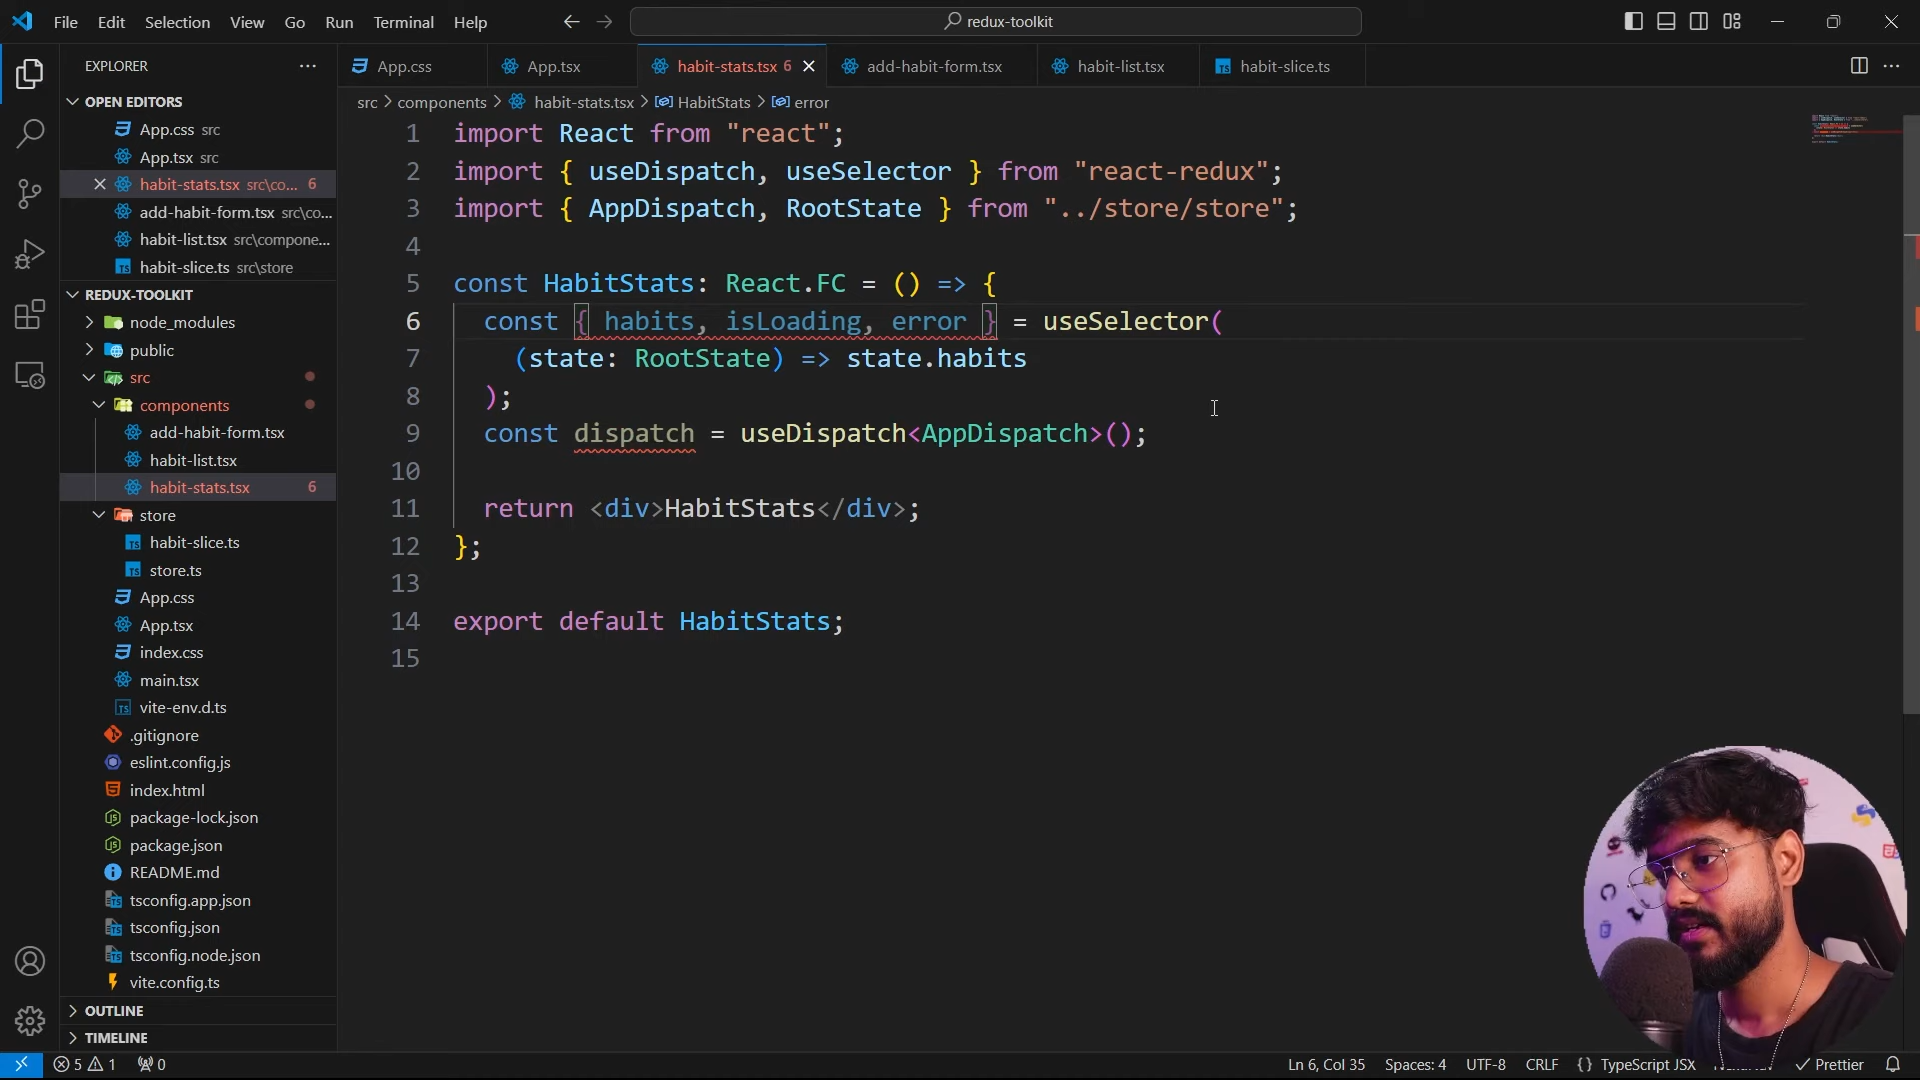 File Edit Selection View Go Run Terminal Help
redux-toolkit
EXPLORER
OPEN EDITORS
App.css src
App.tsx src
habit-stats.tsx src\co... 6
add-habit-form.tsx src\co...
habit-list.tsx src\compone...
habit-slice.ts src\store
REDUX-TOOLKIT
node_modules
public
src
components
add-habit-form.tsx
habit-list.tsx
habit-stats.tsx 6
store
habit-slice.ts
store.ts
App.css
App.tsx
index.css
main.tsx
vite-env.d.ts
.gitignore
eslint.config.js
index.html
package-lock.json
package.json
README.md
tsconfig.app.json
tsconfig.json
tsconfig.node.json
vite.config.ts
OUTLINE
TIMELINE
App.css App.tsx habit-stats.tsx 6 add-habit-form.tsx habit-list.tsx habit-slice.ts
src > components > habit-stats.tsx > HabitStats > error
1 import React from "react";
2 import { useDispatch, useSelector } from "react-redux";
3 import { AppDispatch, RootState } from "../store/store";
4
5 const HabitStats: React.FC = () => {
6 const { habits, isLoading, error } = useSelector(
7 (state: RootState) => state.habits
8 );
9 const dispatch = useDispatch<AppDispatch>();
10
11 return <div>HabitStats</div>;
12 };
13
14 export default HabitStats;
15
5 1 0
Ln 6, Col 35 Spaces: 4 UTF-8 CRLF {} TypeScript JSX Prettier